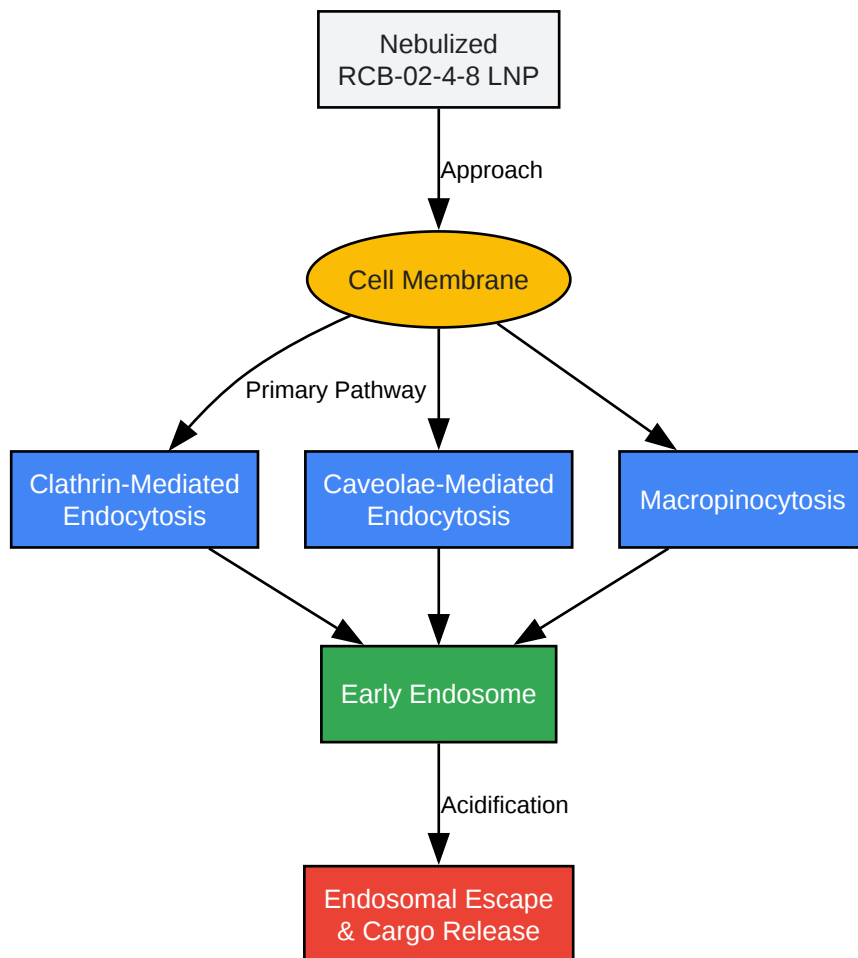 Nebulized
RCB-02-4-8 LNP
Approach
Cell Membrane
Primary Pathway
Clathrin-Mediated
Endocytosis
Caveolae-Mediated
Endocytosis
Macropinocytosis
Early Endosome
Acidification
Endosomal Escape
& Cargo Release